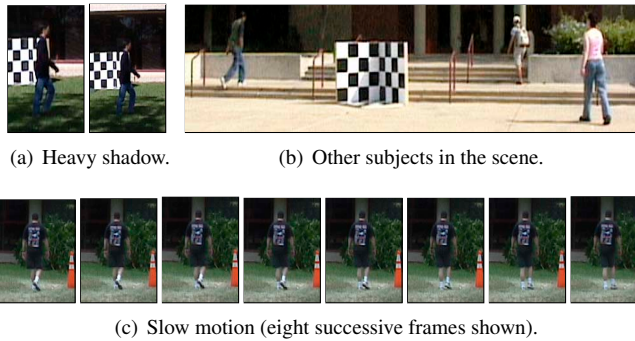 (a) Heavy shadow.
(b) Other subjects in the scene.
(c) Slow motion (eight successive frames shown).